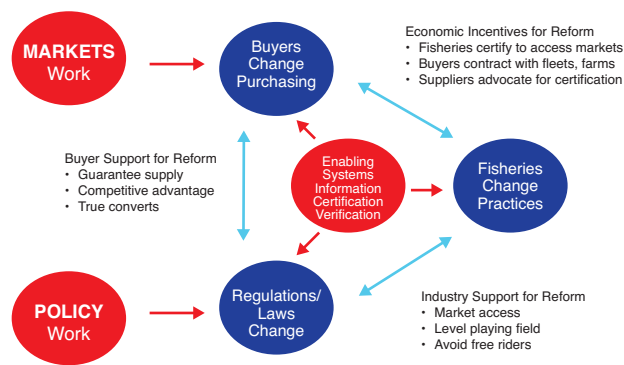 MARKETS
Work
Buyers
Change
Purchasing
Economic Incentives for Reform
• Fisheries certify to access markets
• Buyers contract with fleets, farms
• Suppliers advocate for certification
Buyer Support for Reform
• Guarantee supply
• Competitive advantage
• True converts
Enabling
Systems
Information
Certification
Verification
Fisheries
Change
Practices
POLICY
Work
Regulations/
Laws
Change
Industry Support for Reform
• Market access
• Level playing field
• Avoid free riders